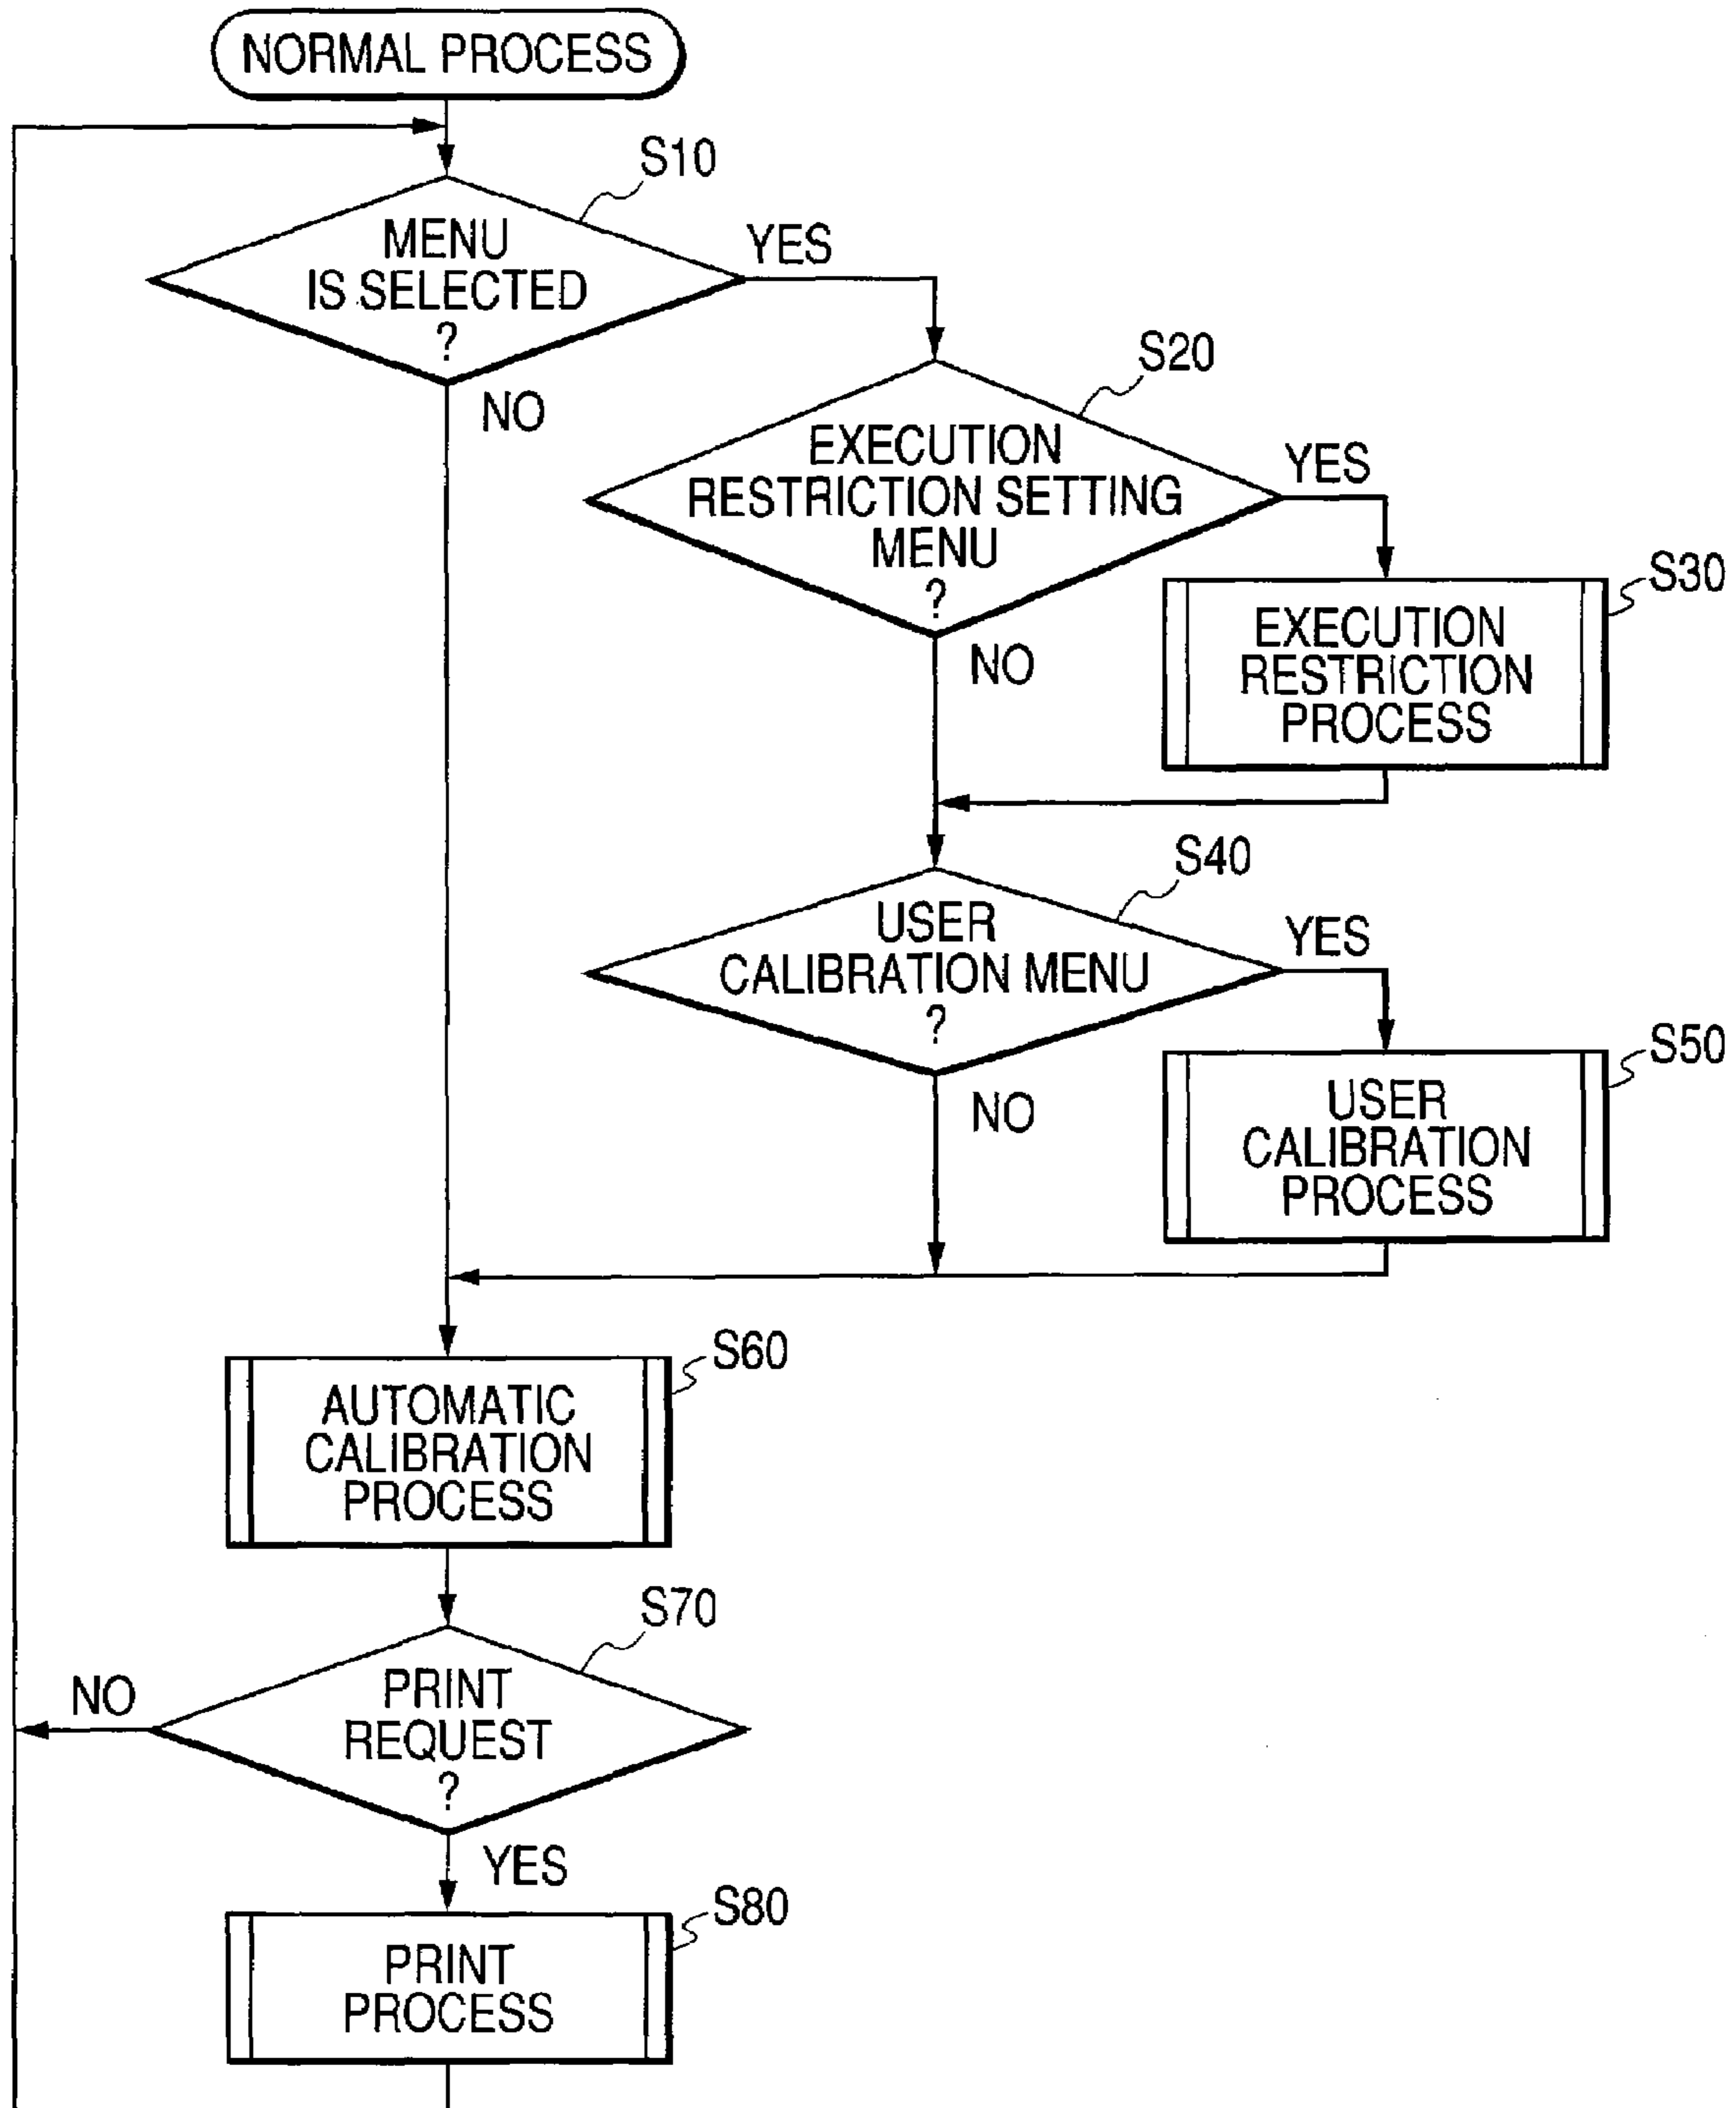 NORMAL PROCESS
S10
MENU
IS SELECTED
?
YES
NO
S20
EXECUTION
RESTRICTION SETTING
MENU
?
YES
NO
S30
EXECUTION
RESTRICTION
PROCESS
S40
USER
CALIBRATION MENU
?
YES
NO
S50
USER
CALIBRATION
PROCESS
S60
AUTOMATIC
CALIBRATION
PROCESS
S70
PRINT
REQUEST
?
NO
YES
S80
PRINT
PROCESS